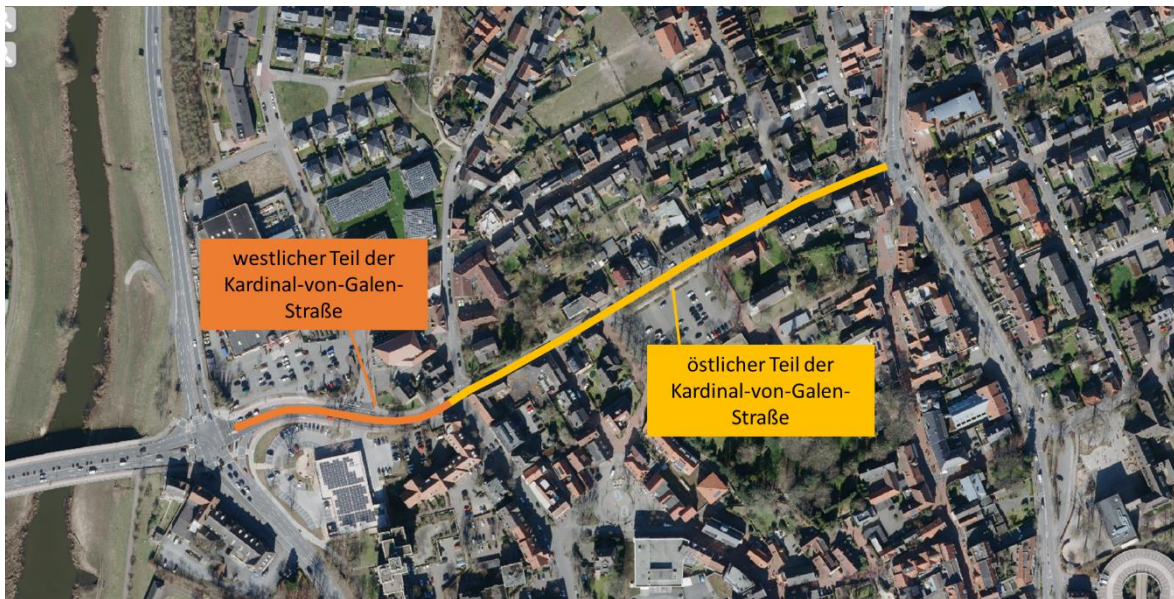 westlicher Teil der
Kardinal-von-Galen-
Straße
östlicher Teil der
Kardinal-von-Galen-
Straße